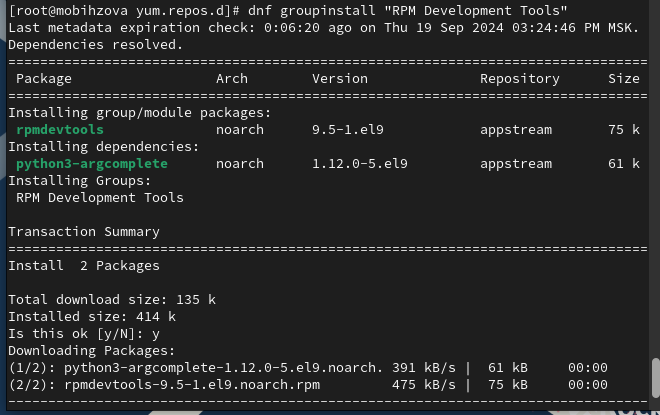 [root@mobihzova yum.repos.d]# dnf groupinstall "RPM Development Tools"
Last metadata expiration check: 0:06:20 ago on Thu 19 Sep 2024 03:24:46 PM MSK.
Dependencies resolved.
================================================================================
 Package                  Arch        Version              Repository      Size
================================================================================
Installing group/module packages:
 rpmdevtools              noarch      9.5-1.el9            appstream       75 k
Installing dependencies:
 python3-argcomplete      noarch      1.12.0-5.el9         appstream       61 k
Installing Groups:
 RPM Development Tools

Transaction Summary
================================================================================
Install  2 Packages

Total download size: 135 k
Installed size: 414 k
Is this ok [y/N]: y
Downloading Packages:
(1/2): python3-argcomplete-1.12.0-5.el9.noarch. 391 kB/s |  61 kB     00:00
(2/2): rpmdevtools-9.5-1.el9.noarch.rpm         475 kB/s |  75 kB     00:00
--------------------------------------------------------------------------------